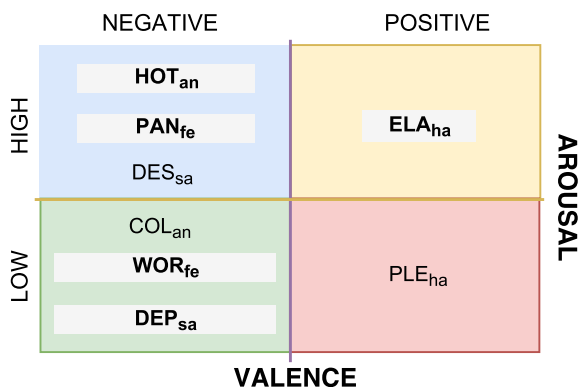 NEGATIVE POSITIVE
HIGH
HOTan
PANfe
DESsa
ELAha
AROUSAL
LOW
COLan
WORfe
DEPsa
PLEha
VALENCE